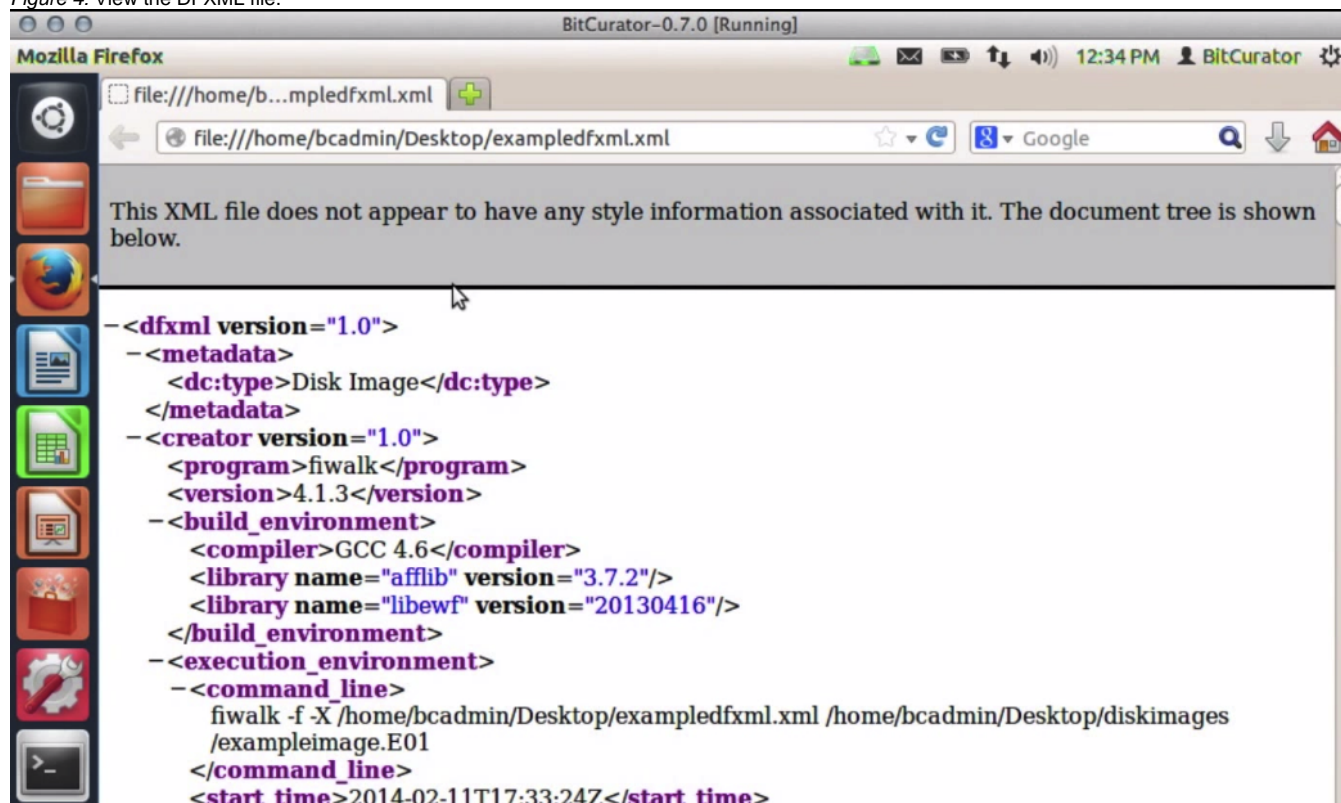 Figure 4. View the DFXML file.
BitCurator-0.7.0 [Running]
Mozilla Firefox
12:34 PM BitCurator
file:///home/b...mpledfxml.xml
file:///home/bcadmin/Desktop/exampledfxml.xml
8 Google
This XML file does not appear to have any style information associated with it. The document tree is shown
below.
−<dfxml version="1.0">
−<metadata>
<dc:type>Disk Image</dc:type>
</metadata>
−<creator version="1.0">
<program>fiwalk</program>
<version>4.1.3</version>
−<build_environment>
<compiler>GCC 4.6</compiler>
<library name="afflib" version="3.7.2"/>
<library name="libewf" version="20130416"/>
</build_environment>
−<execution_environment>
−<command_line>
fiwalk -f -X /home/bcadmin/Desktop/exampledfxml.xml /home/bcadmin/Desktop/diskimages
/exampleimage.E01
</command_line>
<start_time>2014-02-11T17:33:24Z</start_time>